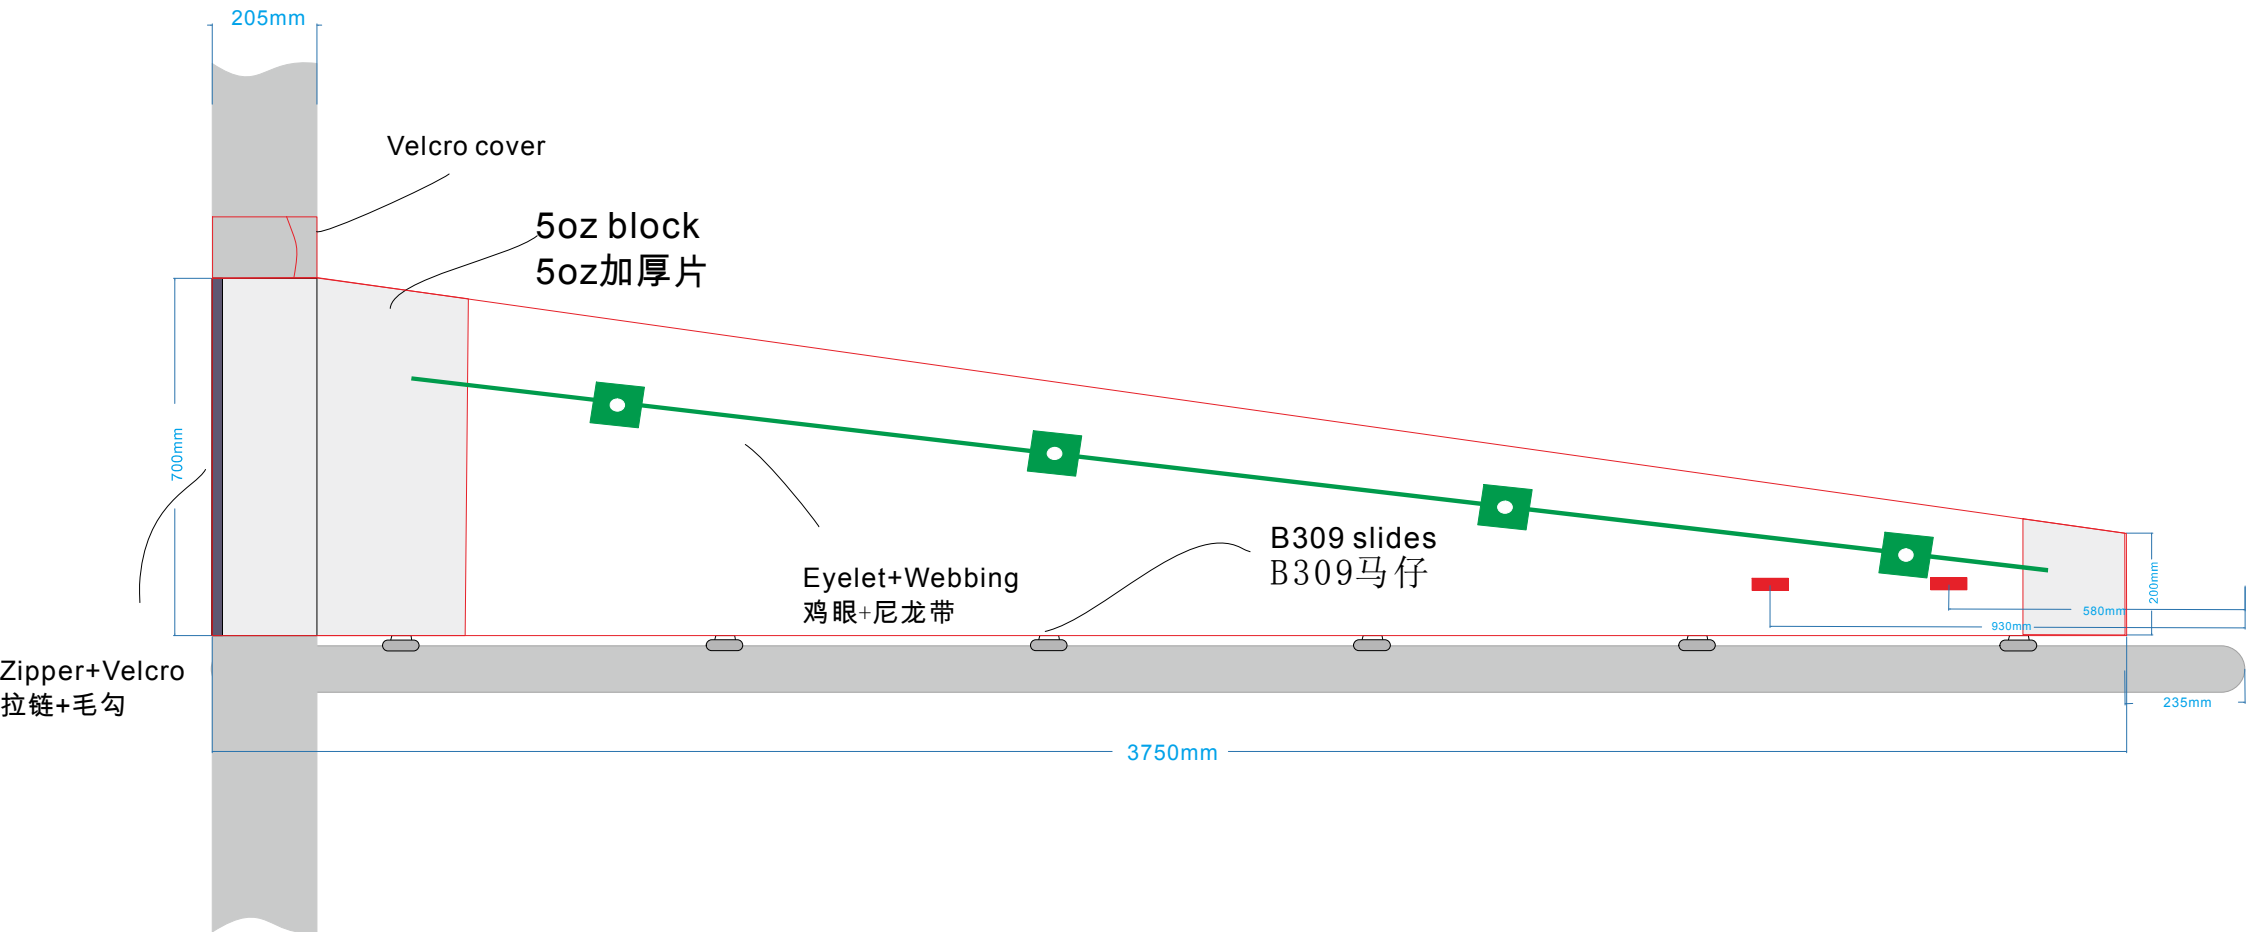 205mm
Velcro cover
5oz block
5oz加厚片
700mm
B309 slides
B309马仔
Eyelet+Webbing
鸡眼+尼龙带
200mm
580mm
930mm
Zipper+Velcro
拉链+毛勾
235mm
3750mm